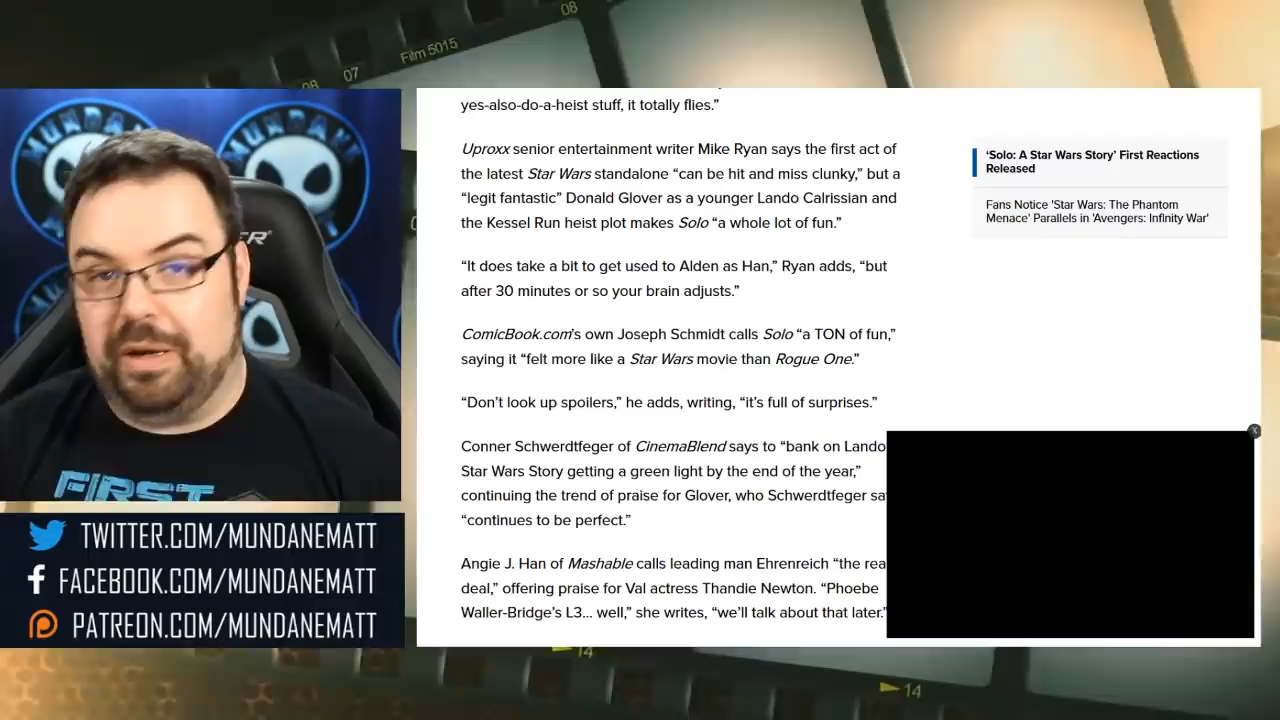 08
Film 5015
07
08
MUNDANE
MUNDANE
yes-also-do-a-heist stuff, it totally flies.”
Uproxx senior entertainment writer Mike Ryan says the first act of
the latest Star Wars standalone “can be hit and miss clunky,” but a
“legit fantastic” Donald Glover as a younger Lando Calrissian and
the Kessel Run heist plot makes Solo “a whole lot of fun.”
“It does take a bit to get used to Alden as Han,” Ryan adds, “but
after 30 minutes or so your brain adjusts.”
ComicBook.com’s own Joseph Schmidt calls Solo “a TON of fun,”
saying it “felt more like a Star Wars movie than Rogue One.”
“Don’t look up spoilers,” he adds, writing, “it’s full of surprises.”
Conner Schwerdtfeger of CinemaBlend says to “bank on Lando
Star Wars Story getting a green light by the end of the year,”
continuing the trend of praise for Glover, who Schwerdtfeger sa
“continues to be perfect.”
Angie J. Han of Mashable calls leading man Ehrenreich “the rea
deal,” offering praise for Val actress Thandie Newton. “Phoebe
Waller-Bridge’s L3... well,” she writes, “we’ll talk about that later.”
‘Solo: A Star Wars Story’ First Reactions
Released
Fans Notice 'Star Wars: The Phantom
Menace' Parallels in 'Avengers: Infinity War'
X
FIRST
TWITTER.COM/MUNDANEMATT
FACEBOOK.COM/MUNDANEMATT
PATREON.COM/MUNDANEMATT
14
14